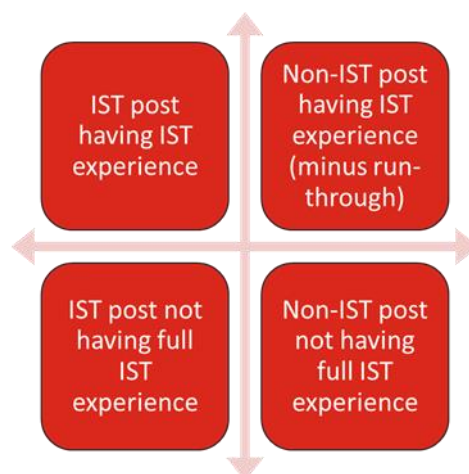 IST post
having IST
experience
Non-IST post
having IST
experience
(minus run-
through)
IST post not
having full
IST
experience
Non-IST post
not having
full IST
experience